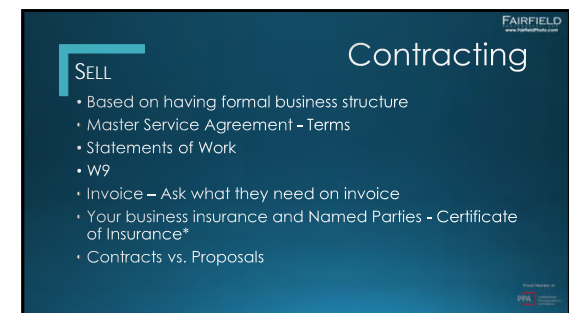 FAIRFIELD
www.FairfieldPhoto.com
Contracting
SELL
• Based on having formal business structure
• Master Service Agreement - Terms
• Statements of Work
• W9
• Invoice – Ask what they need on invoice
• Your business insurance and Named Parties - Certificate
of Insurance*
• Contracts vs. Proposals
Proud Member of
PPA